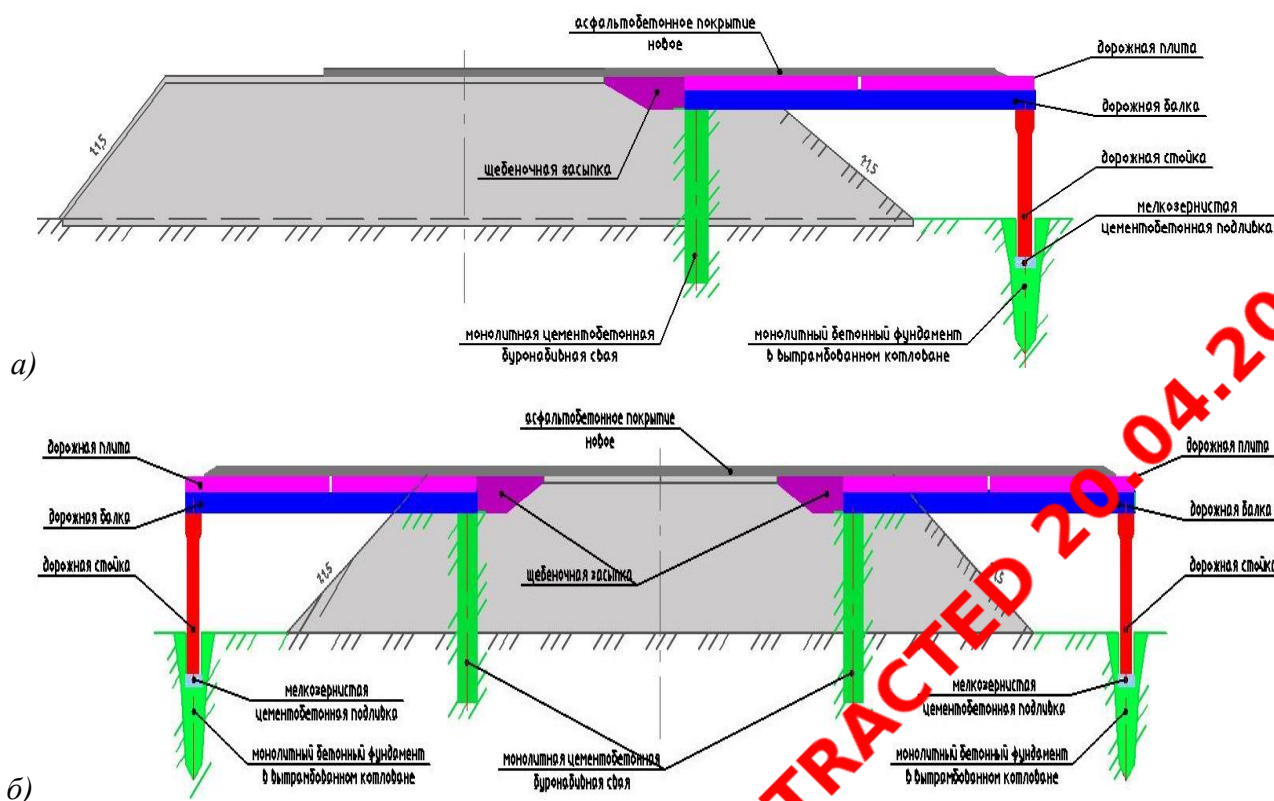 асфальтобетонное покрытие
новое
дорожная плита
дорожная балка
1:1,5
1:1,5
щебеночная засыпка
дорожная стойка
мелкозернистая
цементобетонная подливка
монолитная цементобетонная
буронабивная свая
монолитный бетонный фундамент
в вытрамбованном котловане
а)
асфальтобетонное покрытие
новое
дорожная плита
дорожная плита
дорожная балка
дорожная балка
дорожная стойка
1:1,5
щебеночная засыпка
1,5
дорожная стойка
мелкозернистая
цементобетонная подливка
мелкозернистая
цементобетонная подливка
монолитный бетонный фундамент
в вытрамбованном котловане
монолитная цементобетонная
буронабивная свая
монолитный бетонный фундамент
в вытрамбованном котловане
б)
TRACTED 20.04.20